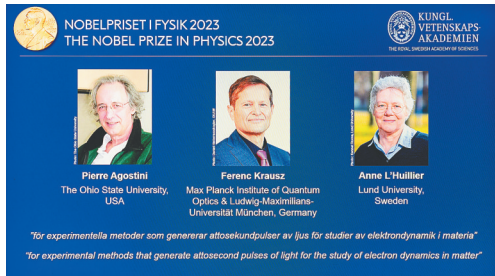 NOBELPRISET I FYSIK 2023
THE NOBEL PRIZE IN PHYSICS 2023
KUNGL.
VETENSKAPS-
AKADEMIEN
THE ROYAL SWEDISH ACADEMY OF SCIENCES
Pierre Agostini
The Ohio State University,
USA
Ferenc Krausz
Max Planck Institute of Quantum
Optics & Ludwig-Maximilians-
Universität München, Germany
Anne L'Huillier
Lund University,
Sweden
"för experimentella metoder som genererar attosekundpulser av ljus för studier av elektrondynamik i materia"
"for experimental methods that generate attosecond pulses of light for the study of electron dynamics in matter"